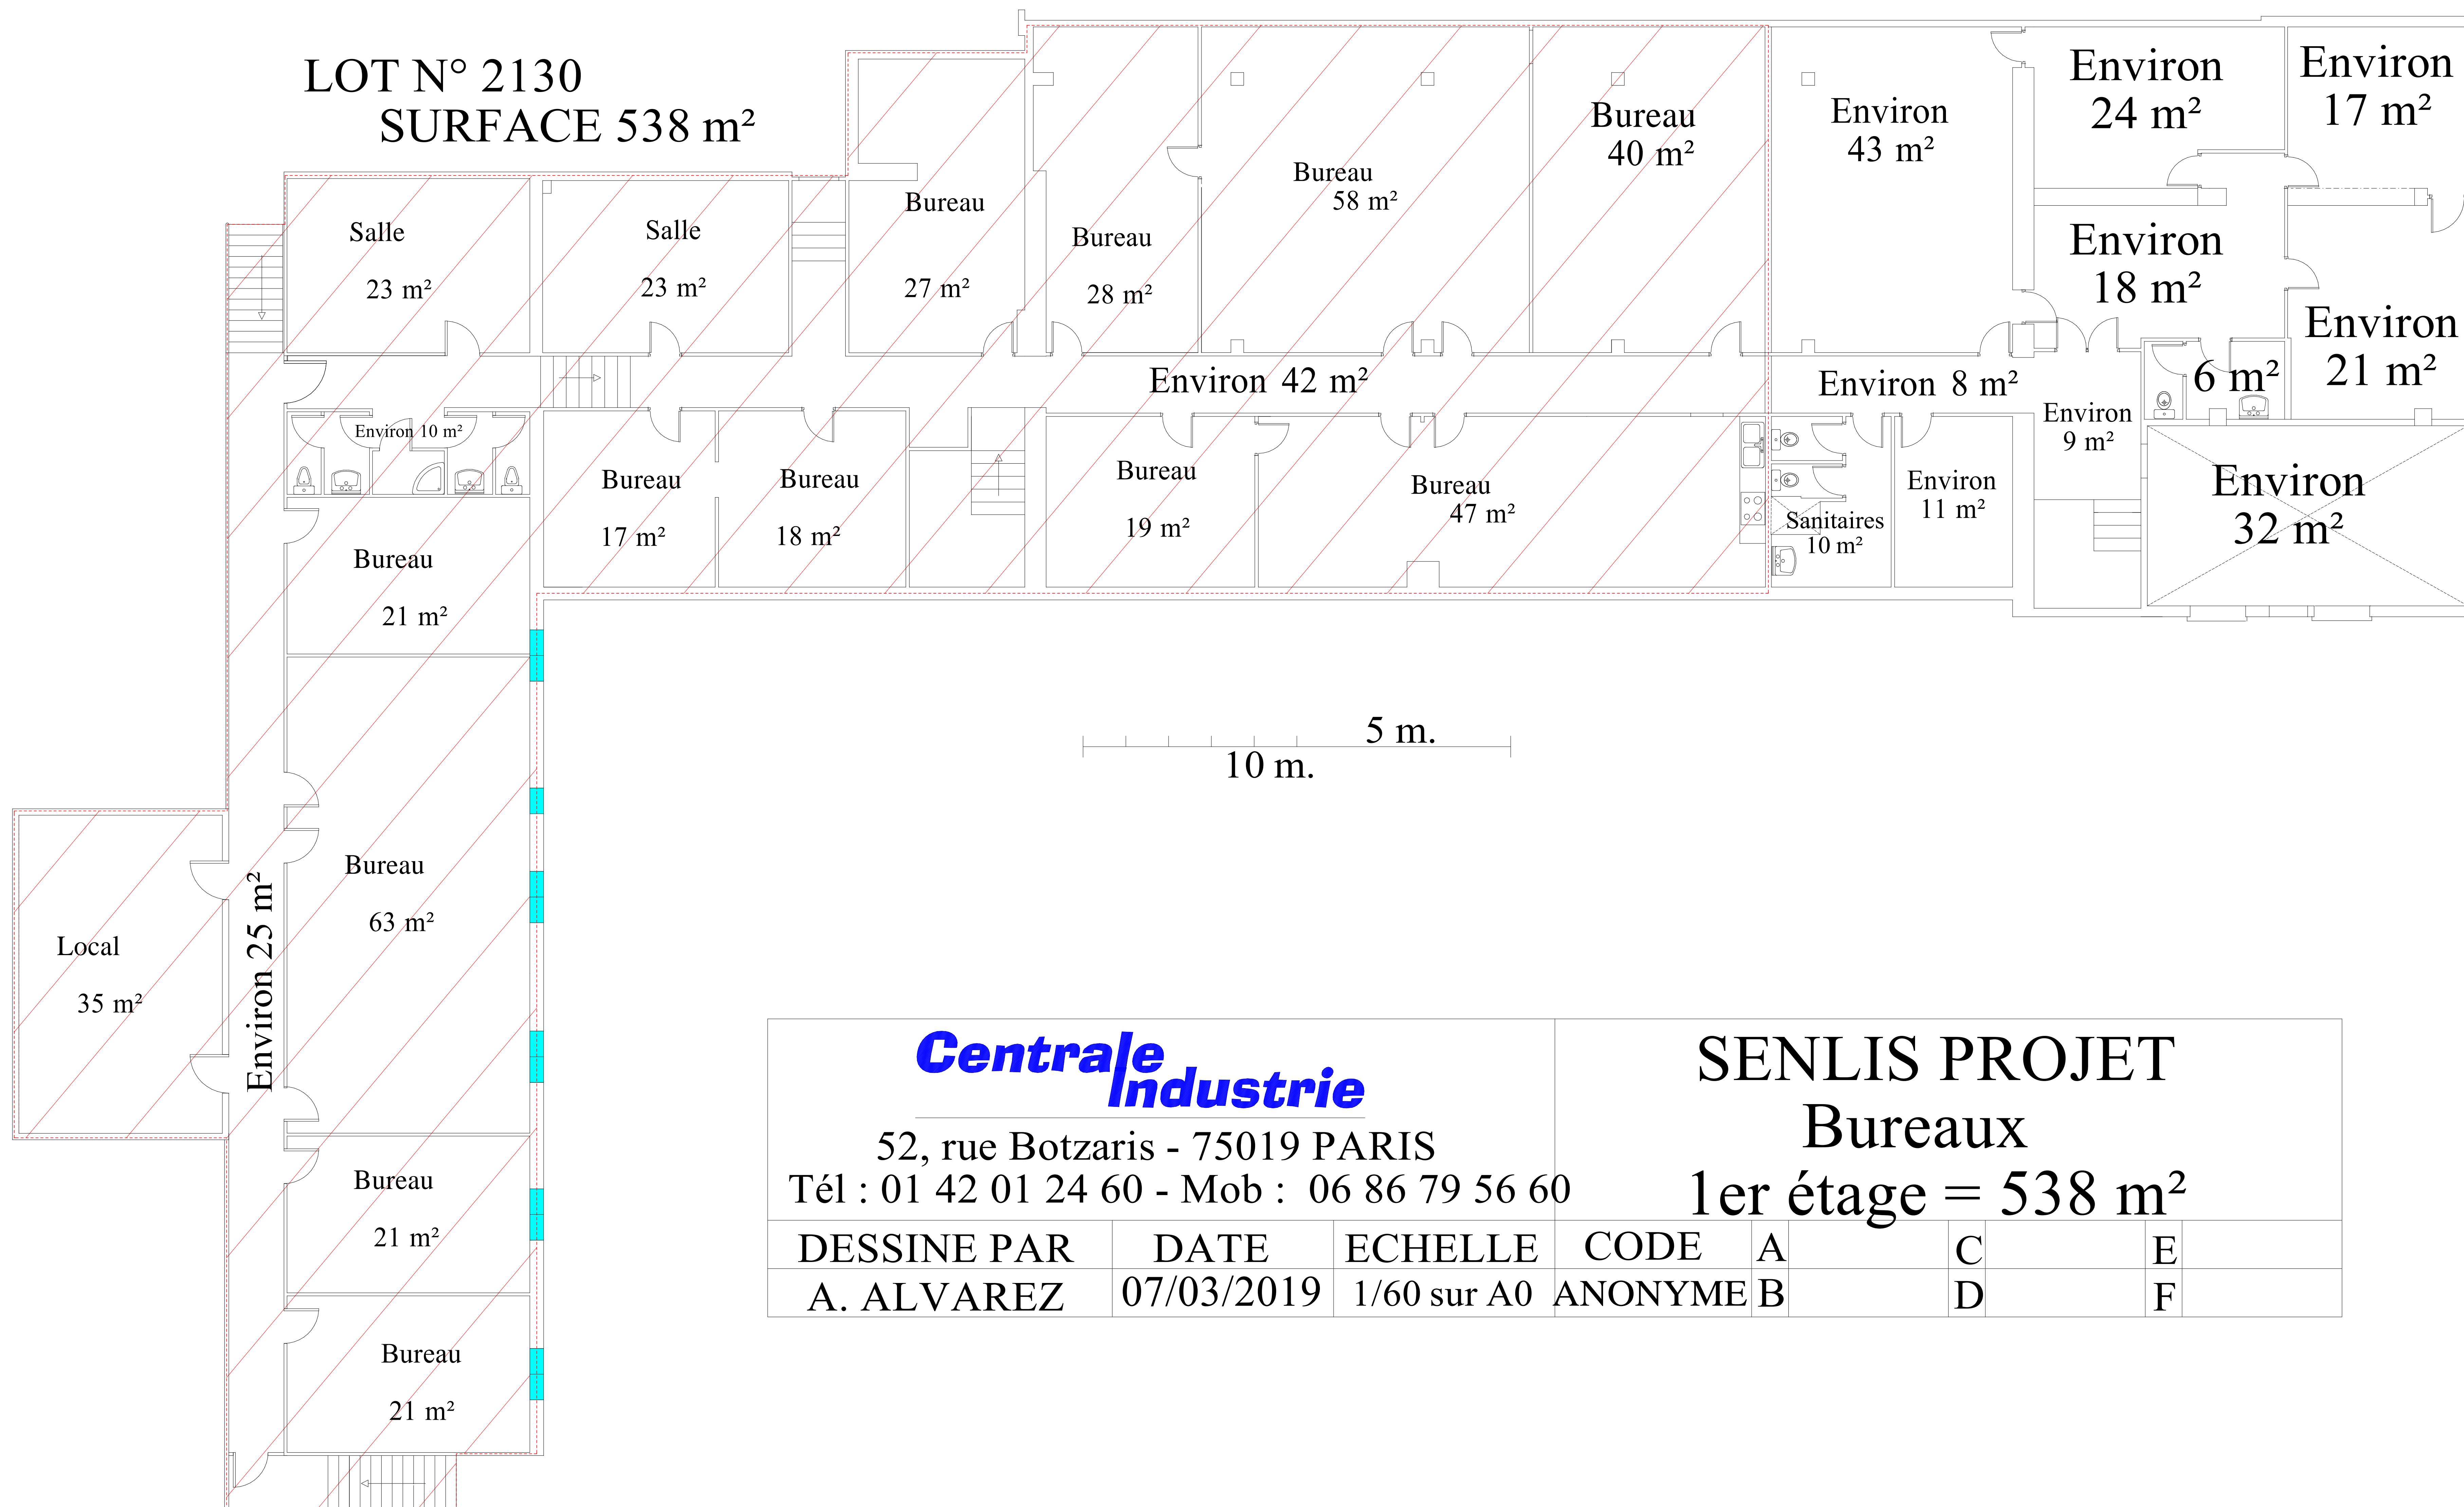 LOT N° 2130
SURFACE 538 m²
Environ
24 m²
Environ
17 m²
Bureau
40 m²
Environ
43 m²
Bureau
58 m²
Bureau
27 m²
Bureau
28 m²
Salle
23 m²
Salle
23 m²
Environ
18 m²
Environ
21 m²
Environ 42 m²
Environ 8 m²
6 m²
Environ
9 m²
Environ 10 m²
Bureau
17 m²
Bureau
18 m²
Bureau
19 m²
Bureau
47 m²
Sanitaires
10 m²
Environ
11 m²
Environ
32 m²
Bureau
21 m²
5 m.
10 m.
Bureau
63 m²
Local
35 m²
Environ 25 m²
Bureau
21 m²
Bureau
21 m²
Centrale
Industrie
52, rue Botzaris - 75019 PARIS
Tél : 01 42 01 24 60 - Mob : 06 86 79 56 60
SENLIS PROJET
Bureaux
1er étage = 538 m²
DESSINE PAR DATE ECHELLE CODE A C E
A. ALVAREZ 07/03/2019 1/60 sur A0 ANONYME B D F